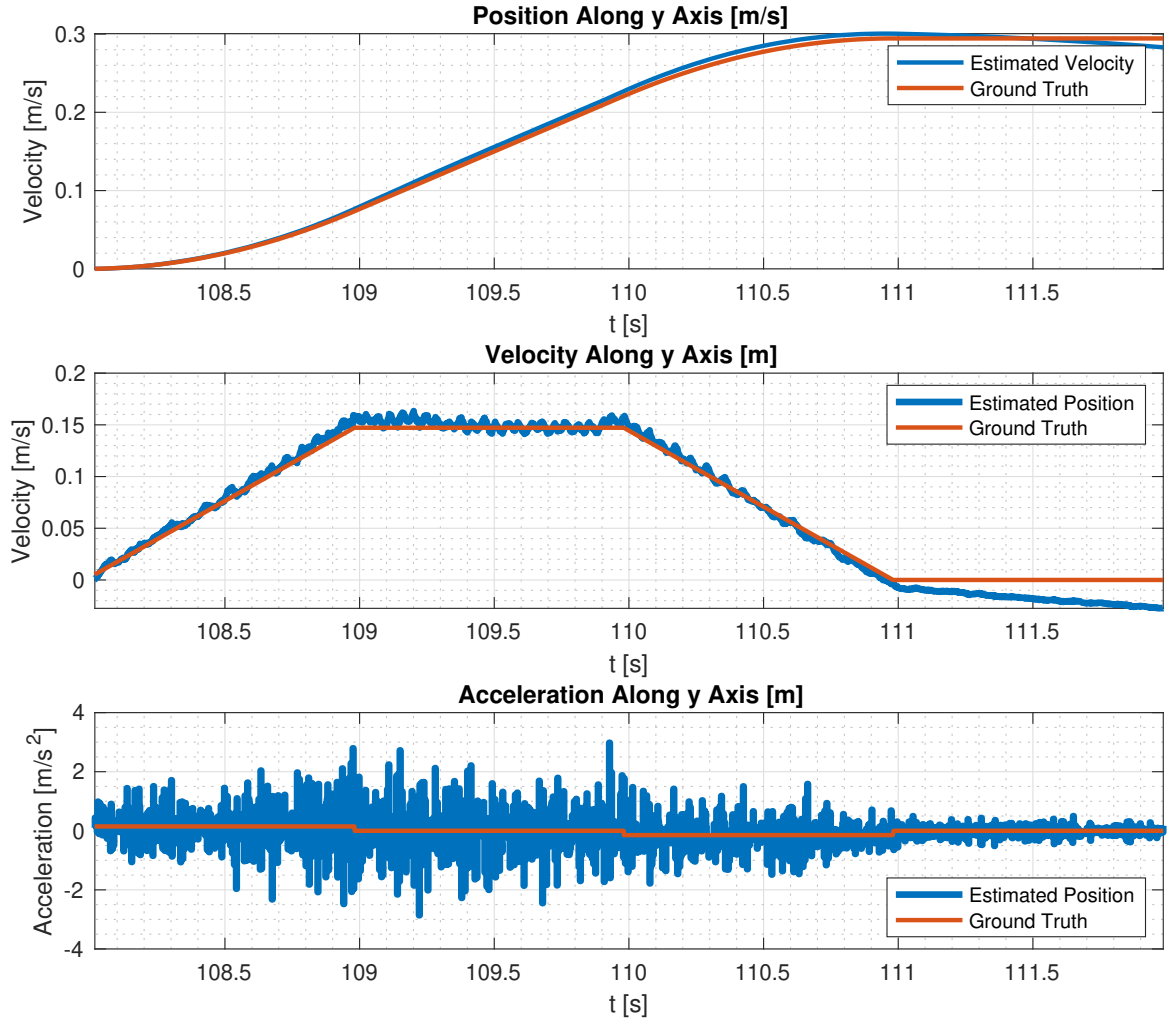 Position Along y Axis [m/s]
Velocity [m/s]
0.3
0.2
0.1
0
Estimated Velocity
Ground Truth
108.5 109 109.5 110 110.5 111 111.5
t [s]
Velocity Along y Axis [m]
Velocity [m/s]
0.2
0.15
0.1
0.05
0
Estimated Position
Ground Truth
108.5 109 109.5 110 110.5 111 111.5
t [s]
Acceleration Along y Axis [m]
Acceleration [m/s²]
4
2
0
-2
-4
Estimated Position
Ground Truth
108.5 109 109.5 110 110.5 111 111.5
t [s]